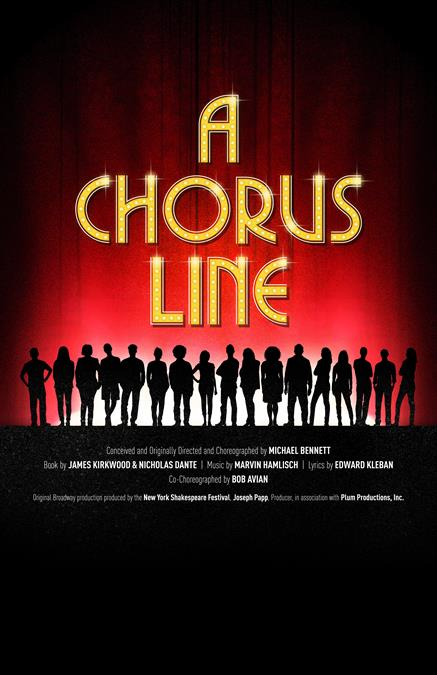 A
CHORUS
LINE
Conceived and Originally Directed and Choreographed by MICHAEL BENNETT
Book by JAMES KIRKWOOD & NICHOLAS DANTE | Music by MARVIN HAMLISCH | Lyrics by EDWARD KLEBAN
Co-Choreographed by BOB AVIAN
Original Broadway production produced by the New York Shakespeare Festival, Joseph Papp, Producer, in association with Plum Productions, Inc.